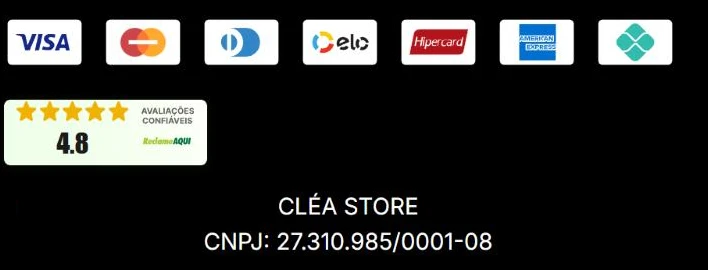 VISA
elo
Hipercard
AMERICAN
EXPRESS
AVALIAÇÕES
CONFIÁVEIS
4.8
ReclameAQUI
CLÉA STORE
CNPJ: 27.310.985/0001-08